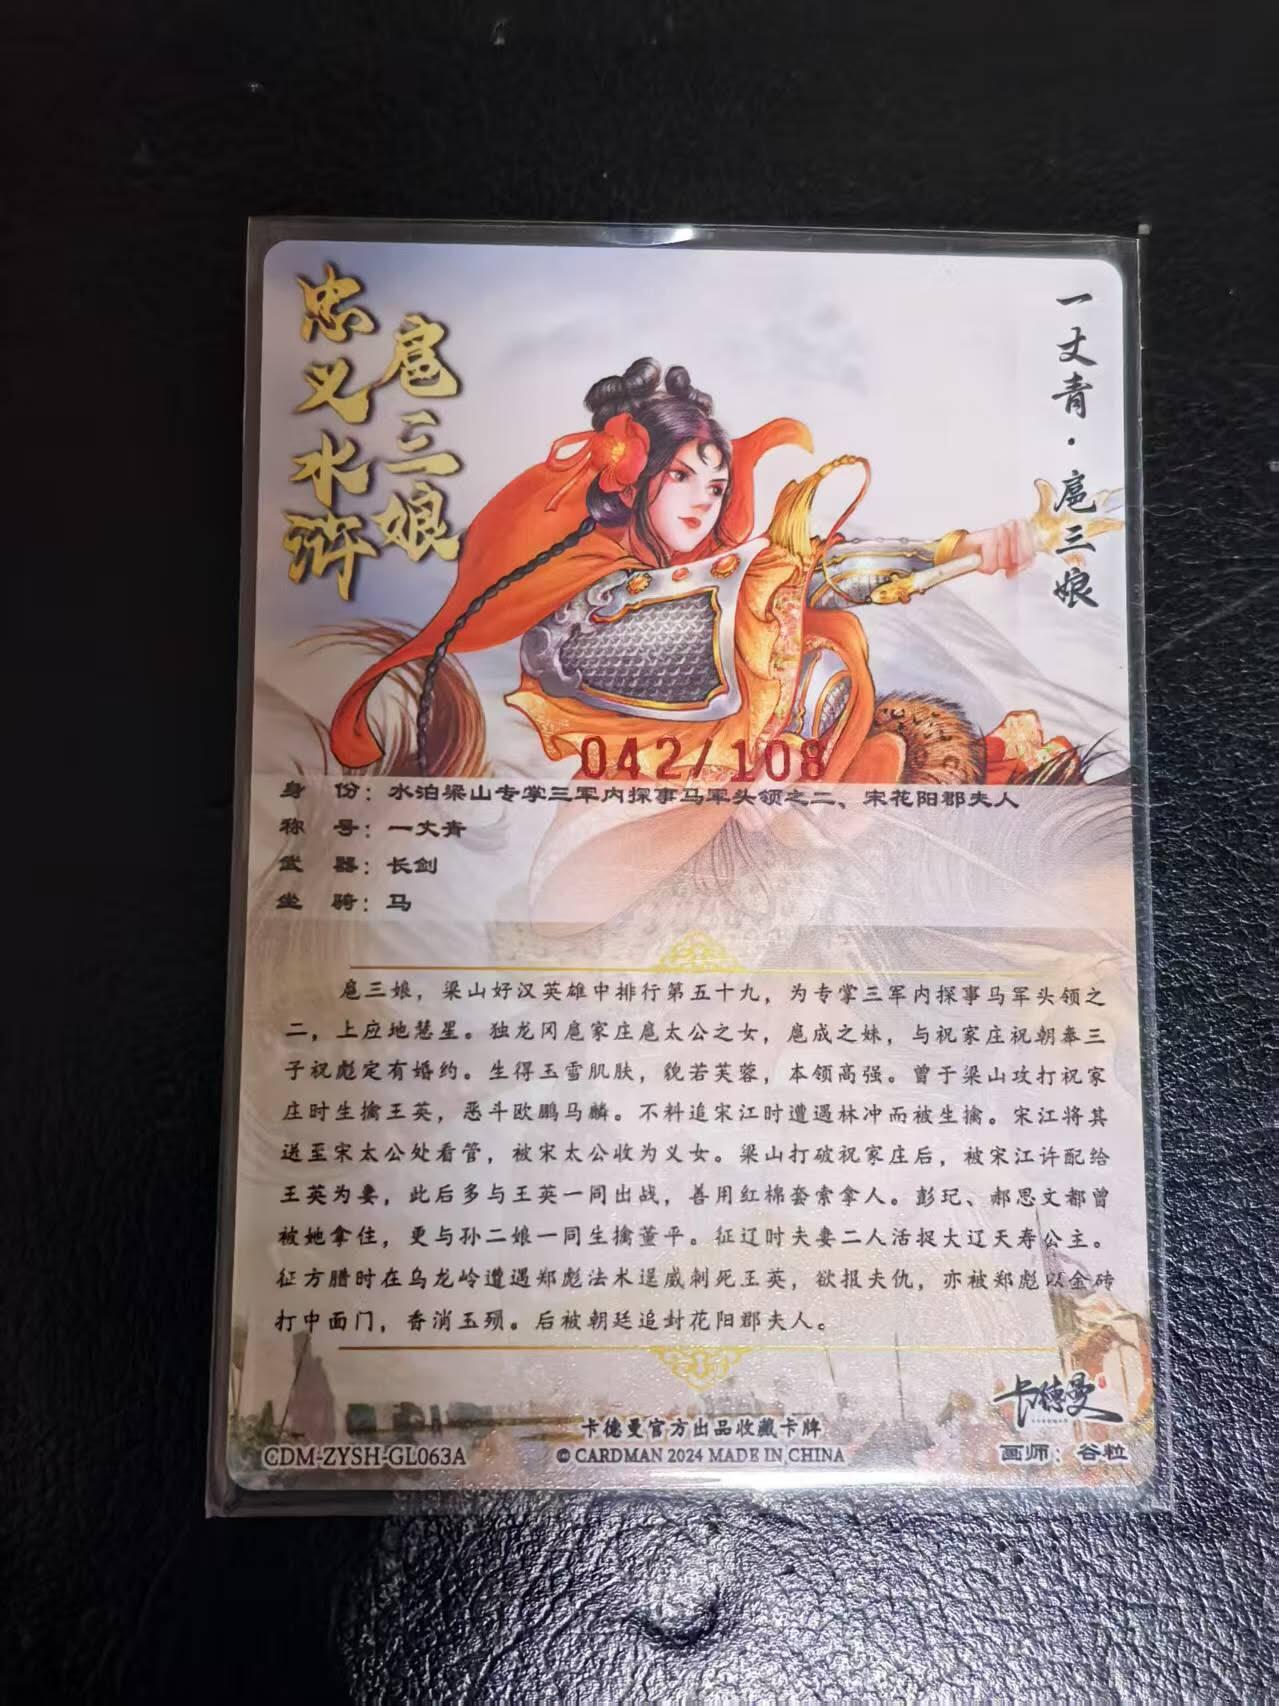 忠义水浒
扈三娘
一丈青·扈三娘
042/108
身 份：水泊梁山专掌三军内探事马军头领之二、宋花阳郡夫人
称 号：一丈青
武 器：长剑
坐 骑：马
扈三娘，梁山好汉英雄中排行第五十九，为专掌三军内探事马军头领之
二，上应地慧星。独龙冈扈家庄扈太公之女，扈成之妹，与祝家庄祝朝奉三
子祝彪定有婚约。生得玉雪肌肤，貌若芙蓉，本领高强。曾于梁山攻打祝家
庄时生擒王英，恶斗欧鹏马麟。不料追宋江时遭遇林冲而被生擒。宋江将其
送至宋太公处看管，被宋太公收为义女。梁山打破祝家庄后，被宋江许配给
王英为妻，此后多与王英一同出战，善用红棉套索拿人。彭玘、郝思文都曾
被她拿住，更与孙二娘一同生擒董平。征辽时夫妻二人活捉大辽天寿公主。
征方腊时在乌龙岭遭遇郑彪法术逞威刺死王英，欲报夫仇，亦被郑彪以金砖
打中面门，香消玉殒。后被朝廷追封花阳郡夫人。
卡德曼
卡德曼官方出品收藏卡牌
CDM-ZYSH-GL063A
© CARDMAN 2024 MADE IN CHINA
画师：谷粒